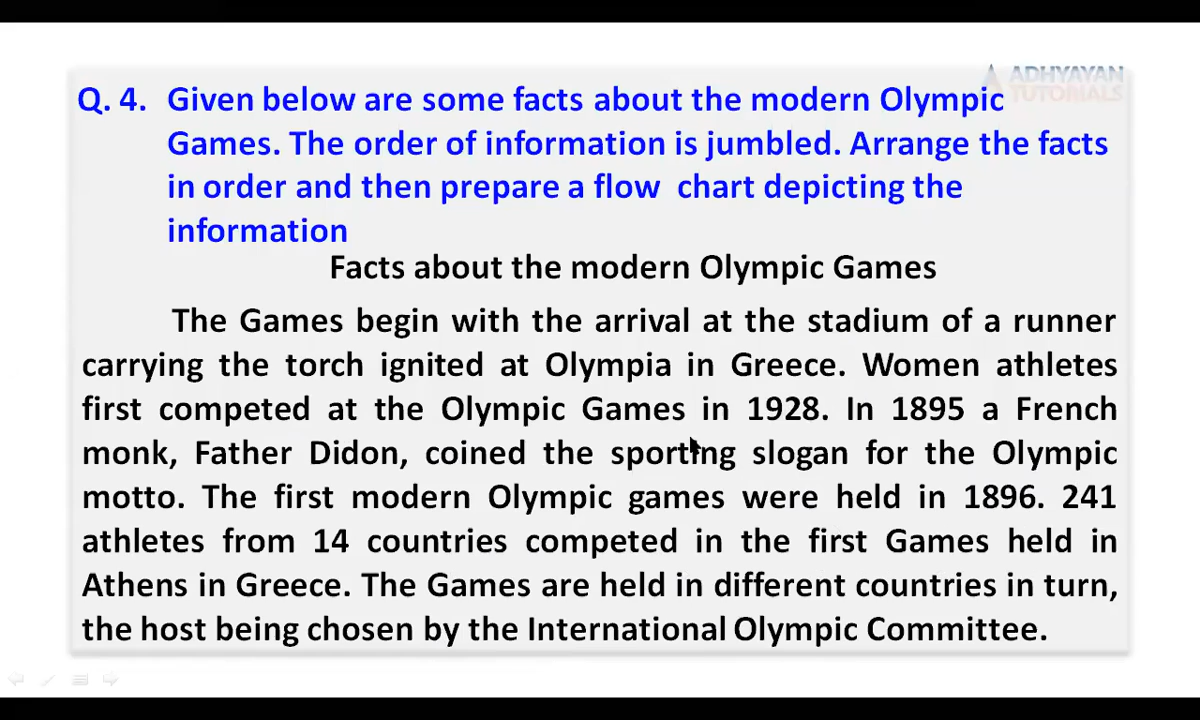 ADHYAYAN
TUTORIALS
Q. 4. Given below are some facts about the modern Olympic
Games. The order of information is jumbled. Arrange the facts
in order and then prepare a flow chart depicting the
information
Facts about the modern Olympic Games
The Games begin with the arrival at the stadium of a runner
carrying the torch ignited at Olympia in Greece. Women athletes
first competed at the Olympic Games in 1928. In 1895 a French
monk, Father Didon, coined the sporting slogan for the Olympic
motto. The first modern Olympic games were held in 1896. 241
athletes from 14 countries competed in the first Games held in
Athens in Greece. The Games are held in different countries in turn,
the host being chosen by the International Olympic Committee.